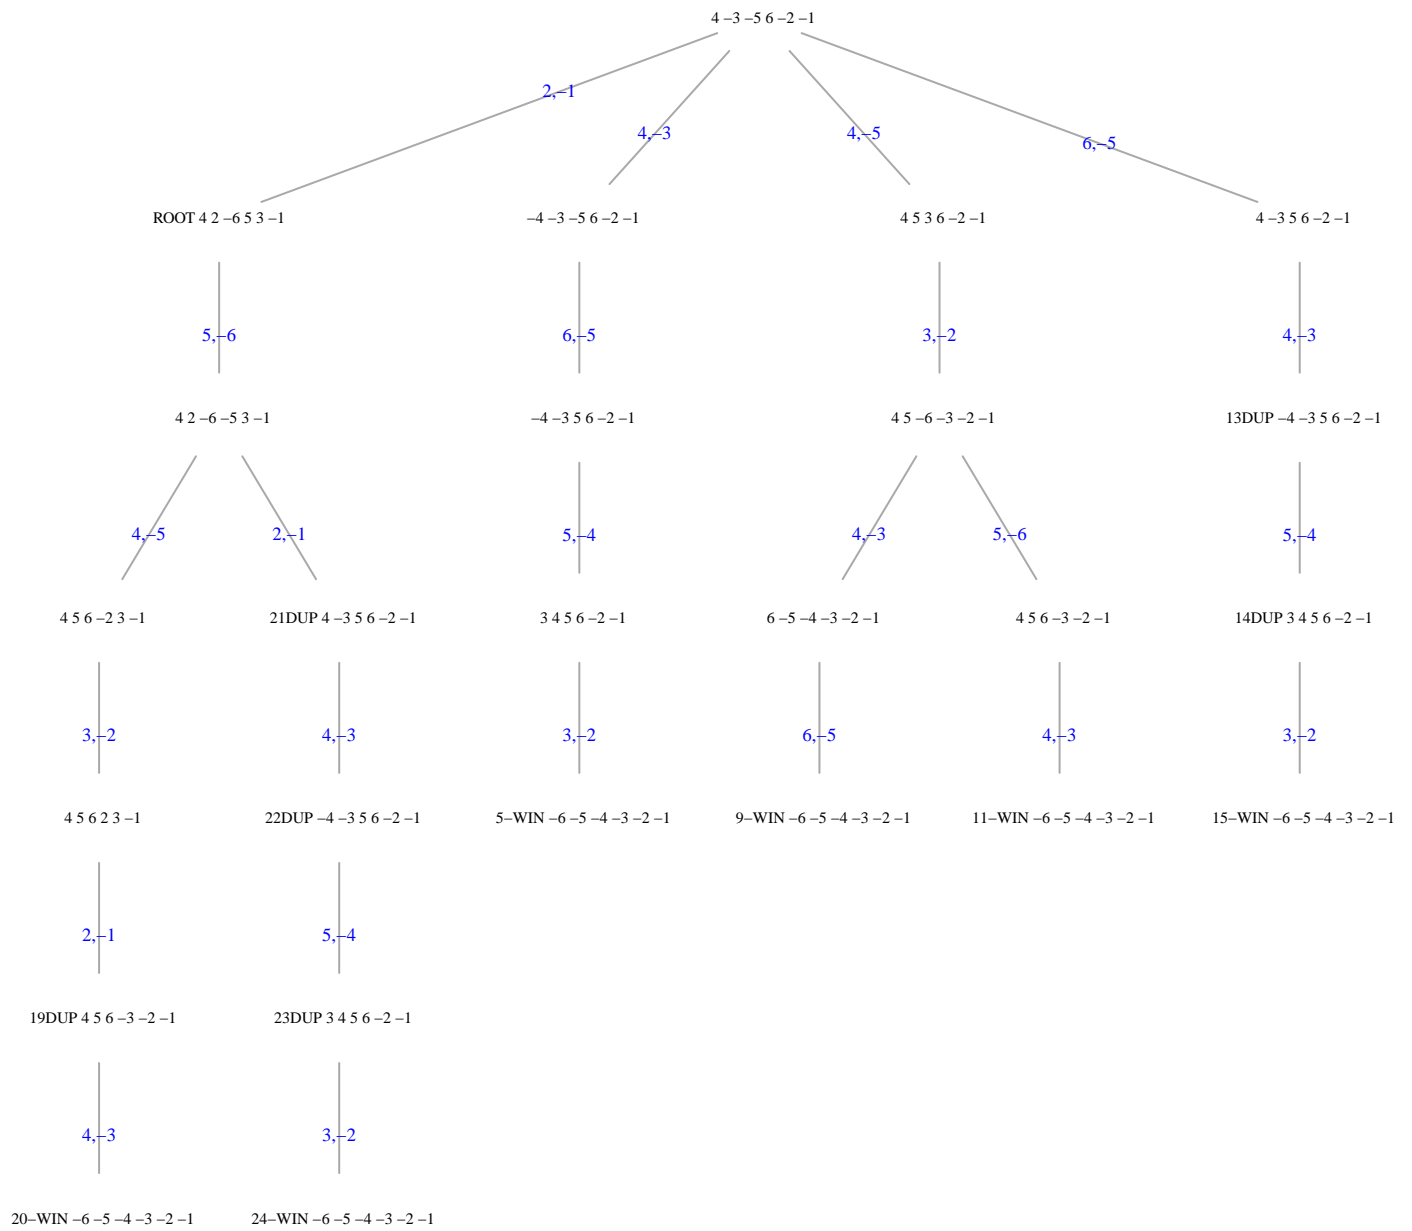 4 –3 –5 6 –2 –1
2,–1
4,–3
4,–5
6,–5
ROOT 4 2 –6 5 3 –1
–4 –3 –5 6 –2 –1
4 5 3 6 –2 –1
4 –3 5 6 –2 –1
5,–6
6,–5
3,–2
4,–3
4 2 –6 –5 3 –1
–4 –3 5 6 –2 –1
4 5 –6 –3 –2 –1
13DUP –4 –3 5 6 –2 –1
4,–5
2,–1
5,–4
4,–3
5,–6
5,–4
4 5 6 –2 3 –1
21DUP 4 –3 5 6 –2 –1
3 4 5 6 –2 –1
6 –5 –4 –3 –2 –1
4 5 6 –3 –2 –1
14DUP 3 4 5 6 –2 –1
3,–2
4,–3
3,–2
6,–5
4,–3
3,–2
4 5 6 2 3 –1
22DUP –4 –3 5 6 –2 –1
5–WIN –6 –5 –4 –3 –2 –1
9–WIN –6 –5 –4 –3 –2 –1
11–WIN –6 –5 –4 –3 –2 –1
15–WIN –6 –5 –4 –3 –2 –1
2,–1
5,–4
19DUP 4 5 6 –3 –2 –1
23DUP 3 4 5 6 –2 –1
4,–3
3,–2
20–WIN –6 –5 –4 –3 –2 –1
24–WIN –6 –5 –4 –3 –2 –1